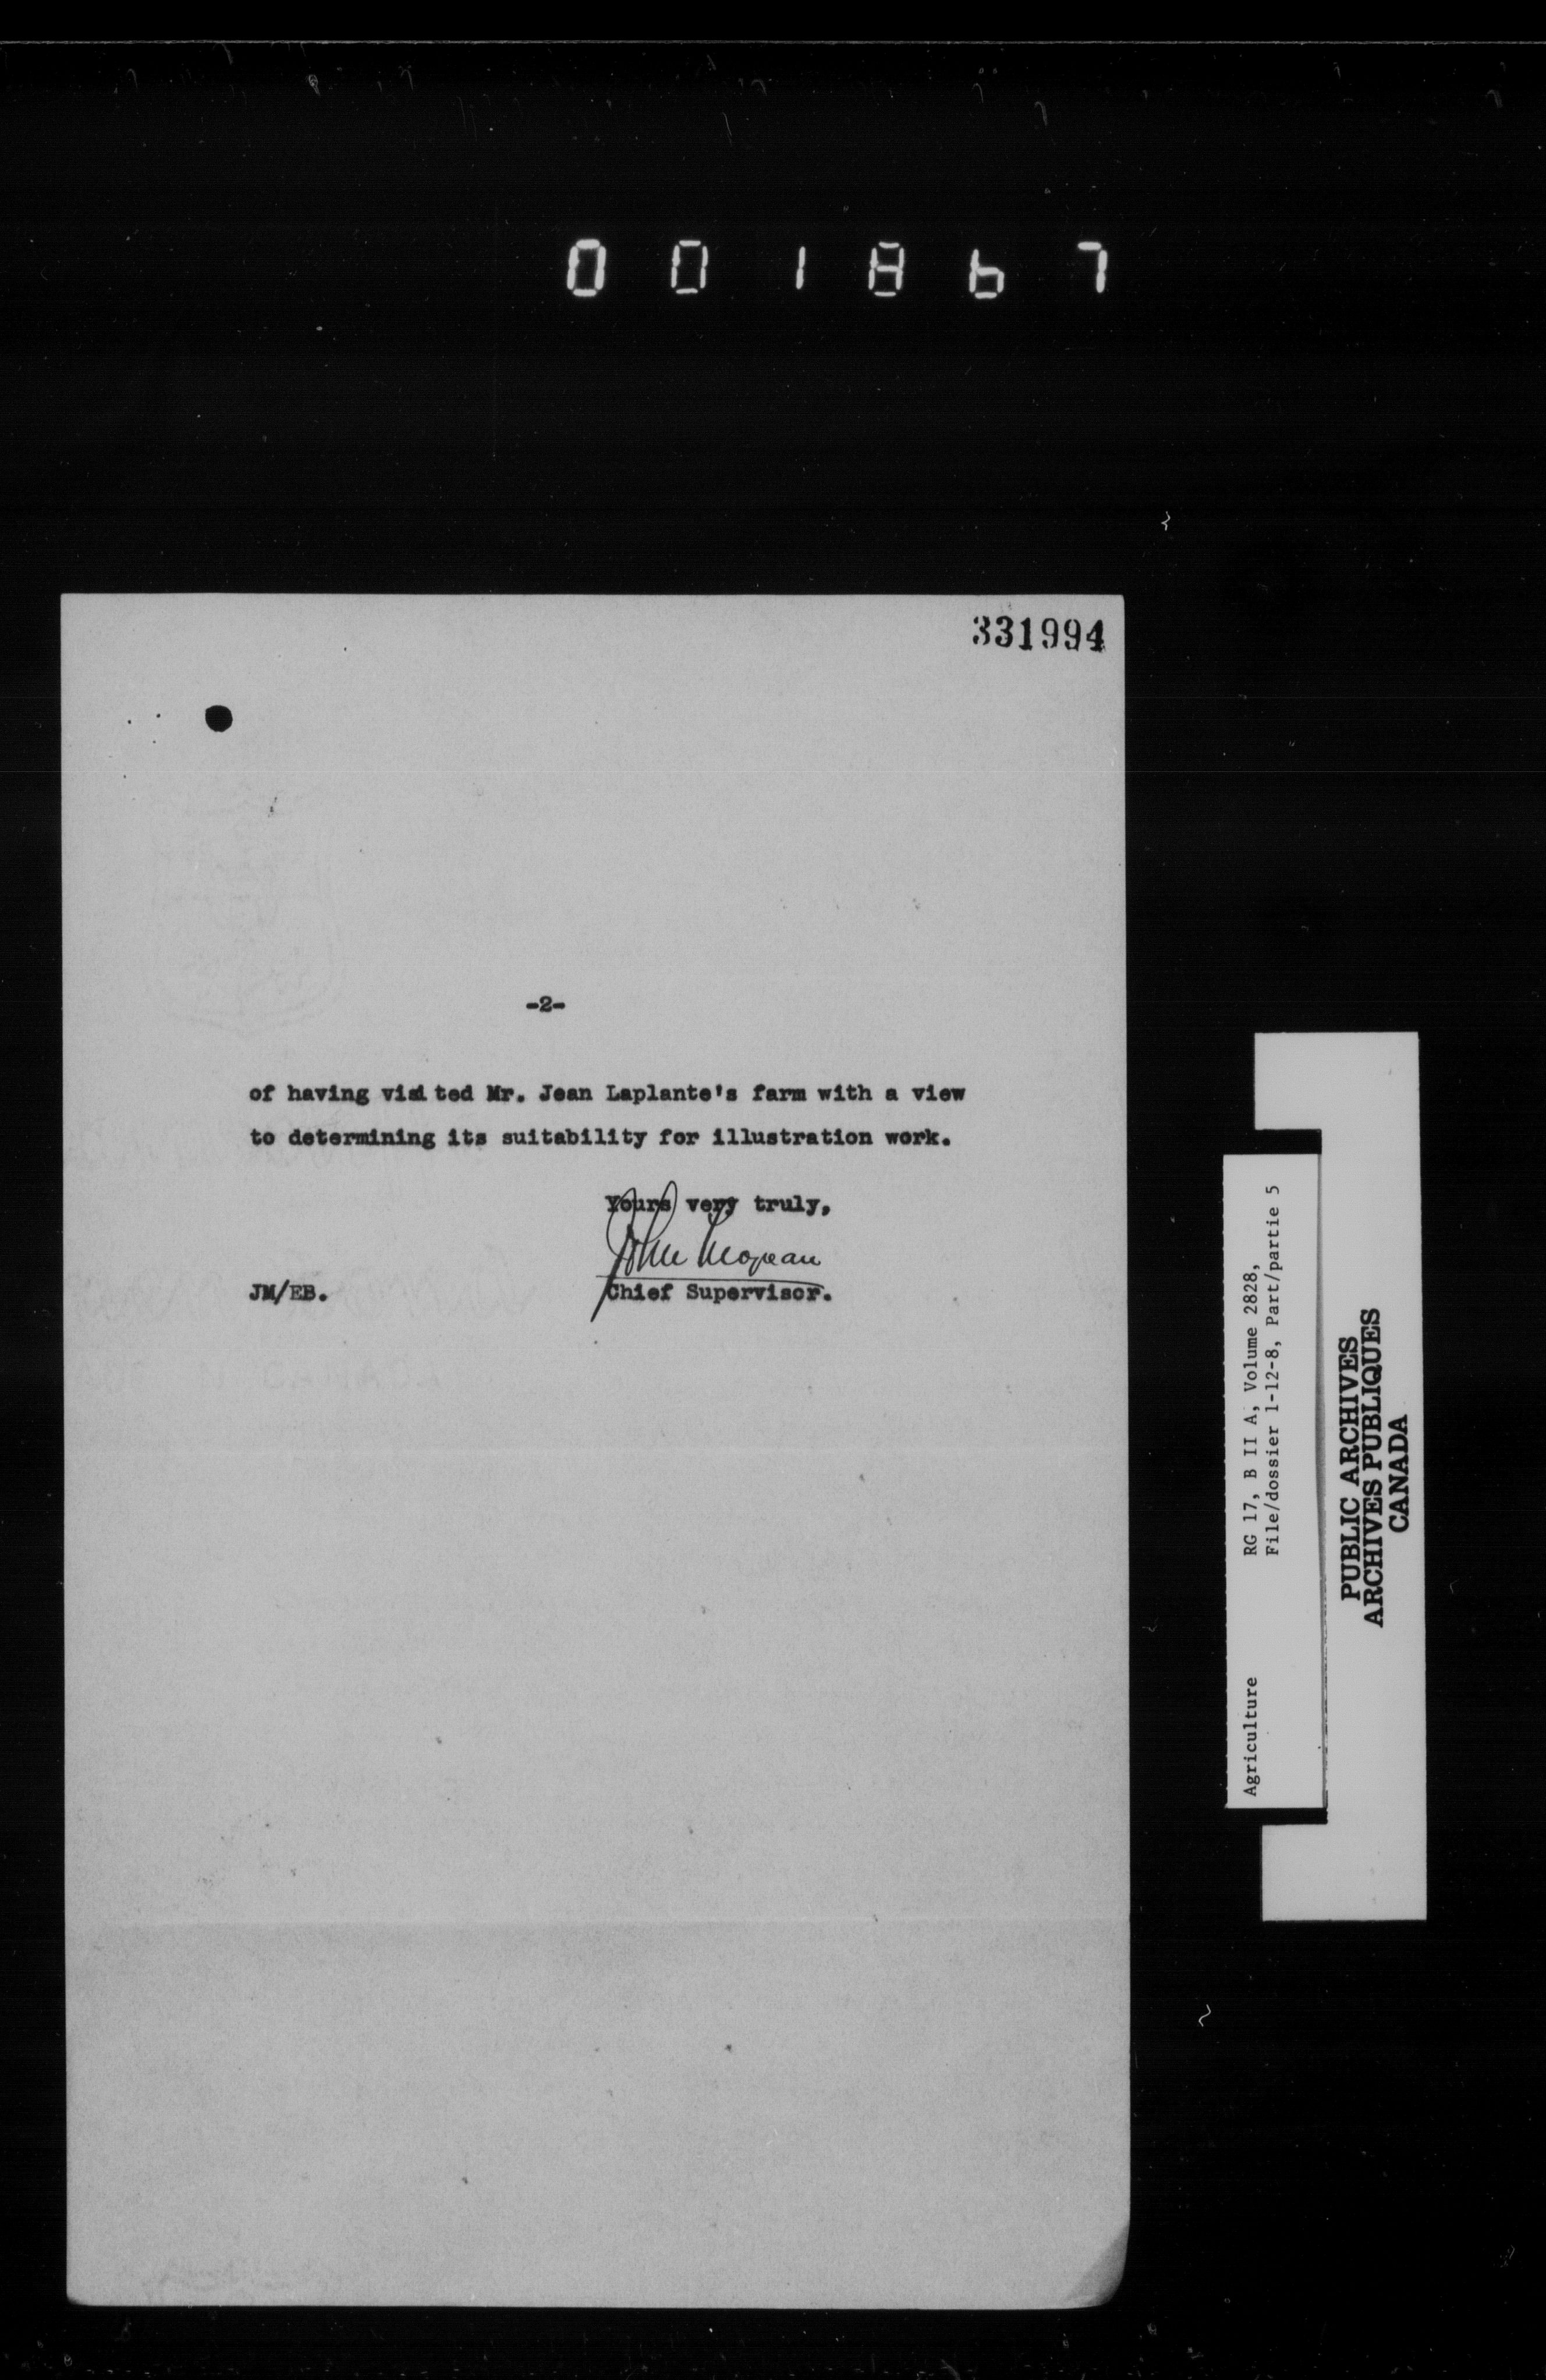 001867
331994
-2-
of having visited Mr. Jean Laplante's farm with a view
to determining its suitability for illustration work.
Yours very truly,
John Moynan
JM/EB.
Chief Supervisor.
Agriculture RG 17, B II A, Volume 2828,
File/dossier 1-12-8, Part/partie 5
PUBLIC ARCHIVES
ARCHIVES PUBLIQUES
CANADA